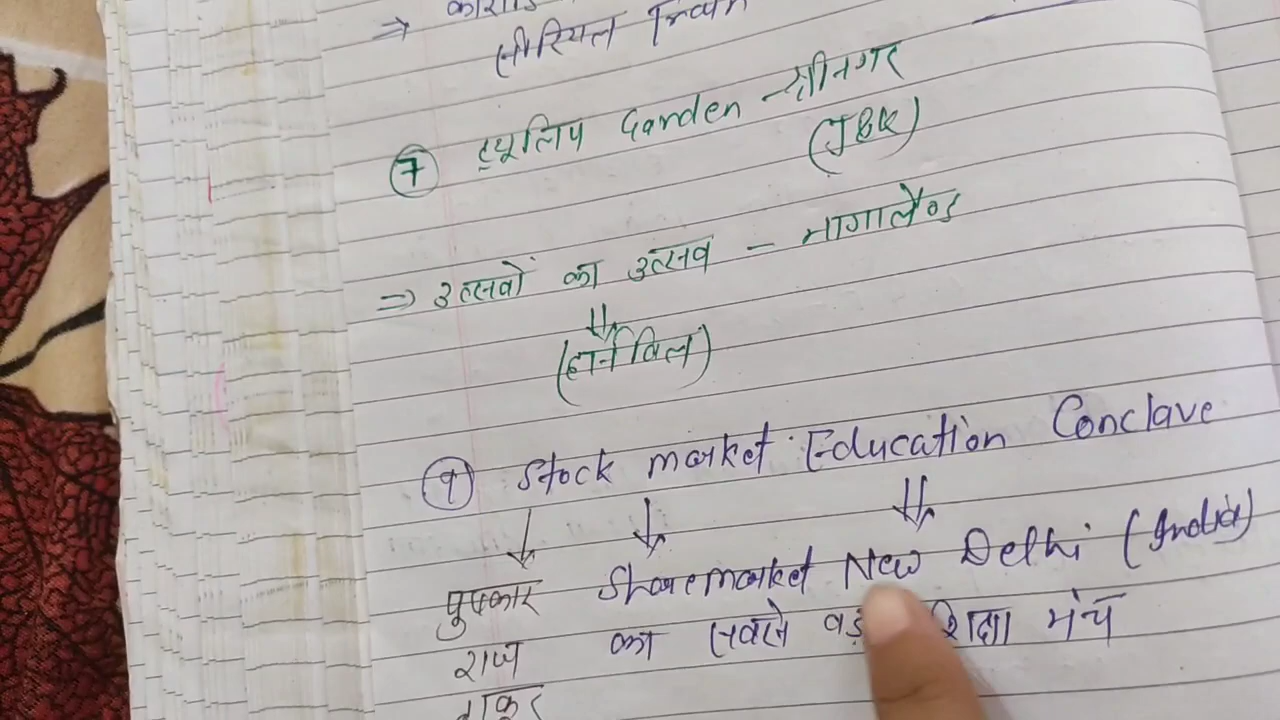 ⇒
सीरियल Train
⑦ ट्यूलिप Garden - श्रीनगर
(J&K)
⇒ उत्सवों का उत्सव - नागालैण्ड
⇓
(हार्नबिल)
⑨ Stock market Education Conclave
↓ ↓ ⇓
पुष्कार Sharemarket New Delhi (India)
राज का सबसे बड़ा शिक्षा मंच
ठाकुर